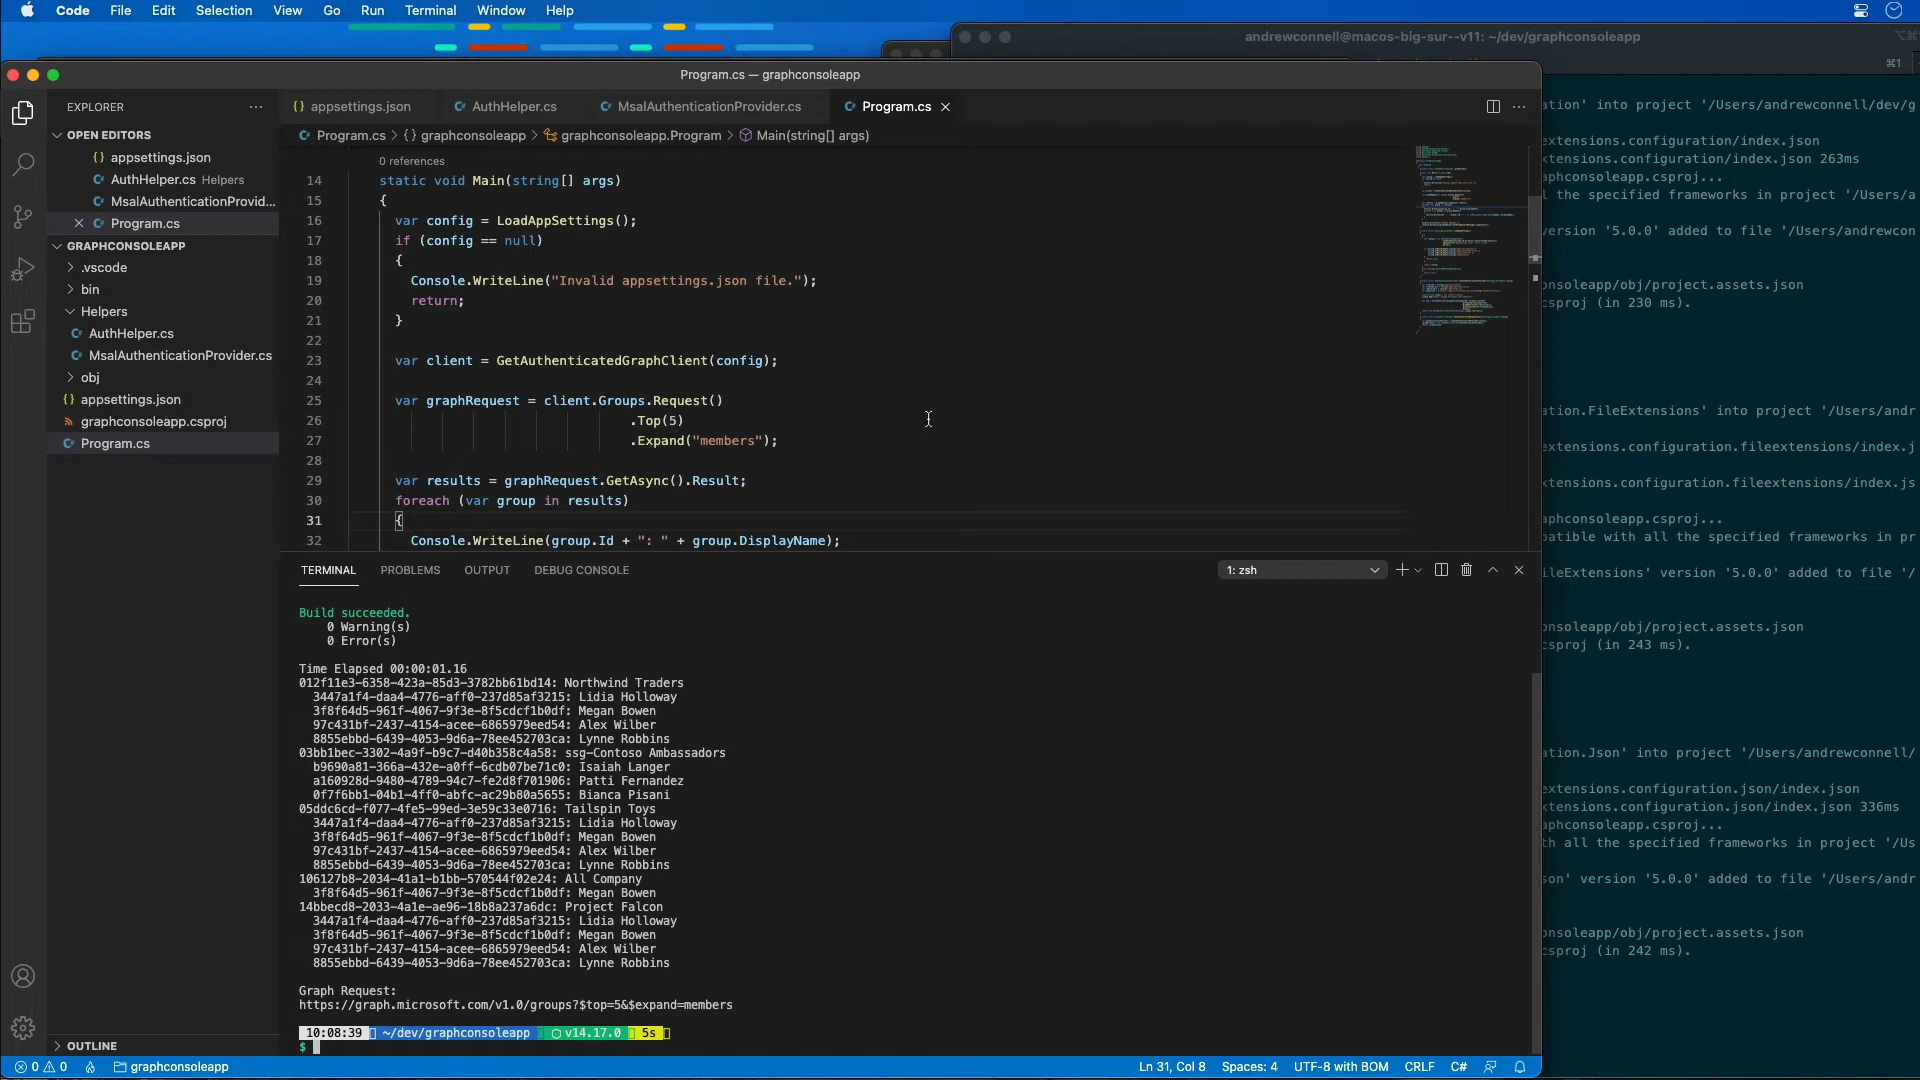 Code File Edit Selection View Go Run Terminal Window Help
andrewconnell@macos-big-sur--v11: ~/dev/graphconsoleapp
⌘1
Program.cs — graphconsoleapp
EXPLORER
OPEN EDITORS
{} appsettings.json
AuthHelper.cs Helpers
MsalAuthenticationProvid...
Program.cs
GRAPHCONSOLEAPP
.vscode
bin
Helpers
AuthHelper.cs
MsalAuthenticationProvider.cs
obj
{} appsettings.json
graphconsoleapp.csproj
Program.cs
OUTLINE
{} appsettings.json AuthHelper.cs MsalAuthenticationProvider.cs Program.cs
Program.cs > {} graphconsoleapp > graphconsoleapp.Program > Main(string[] args)
0 references
14 static void Main(string[] args)
15 {
16 var config = LoadAppSettings();
17 if (config == null)
18 {
19 Console.WriteLine("Invalid appsettings.json file.");
20 return;
21 }
22
23 var client = GetAuthenticatedGraphClient(config);
24
25 var graphRequest = client.Groups.Request()
26 .Top(5)
27 .Expand("members");
28
29 var results = graphRequest.GetAsync().Result;
30 foreach (var group in results)
31 {
32 Console.WriteLine(group.Id + ": " + group.DisplayName);
TERMINAL PROBLEMS OUTPUT DEBUG CONSOLE 1: zsh
Build succeeded.
0 Warning(s)
0 Error(s)
Time Elapsed 00:00:01.16
012f11e3-6358-423a-85d3-3782bb61bd14: Northwind Traders
3447a1f4-daa4-4776-aff0-237d85af3215: Lidia Holloway
3f8f64d5-961f-4067-9f3e-8f5cdcf1b0df: Megan Bowen
97c431bf-2437-4154-acee-6865979eed54: Alex Wilber
8855ebbd-6439-4053-9d6a-78ee452703ca: Lynne Robbins
03bb1bec-3302-4a9f-b9c7-d40b358c4a58: ssg-Contoso Ambassadors
b9690a81-366a-432e-a0ff-6cdb07be71c0: Isaiah Langer
a160928d-9480-4789-94c7-fe2d8f701906: Patti Fernandez
0f7f6bb1-04b1-4ff0-abfc-ac29b80a5655: Bianca Pisani
05ddc6cd-f077-4fe5-99ed-3e59c33e0716: Tailspin Toys
3447a1f4-daa4-4776-aff0-237d85af3215: Lidia Holloway
3f8f64d5-961f-4067-9f3e-8f5cdcf1b0df: Megan Bowen
97c431bf-2437-4154-acee-6865979eed54: Alex Wilber
8855ebbd-6439-4053-9d6a-78ee452703ca: Lynne Robbins
106127b8-2034-41a1-b1bb-570544f02e24: All Company
3f8f64d5-961f-4067-9f3e-8f5cdcf1b0df: Megan Bowen
14bbecd8-2033-4a1e-ae96-18b8a237a6dc: Project Falcon
3447a1f4-daa4-4776-aff0-237d85af3215: Lidia Holloway
3f8f64d5-961f-4067-9f3e-8f5cdcf1b0df: Megan Bowen
97c431bf-2437-4154-acee-6865979eed54: Alex Wilber
8855ebbd-6439-4053-9d6a-78ee452703ca: Lynne Robbins
Graph Request:
https://graph.microsoft.com/v1.0/groups?$top=5&$expand=members
10:08:39 ~/dev/graphconsoleapp v14.17.0 5s
$
0 0 graphconsoleapp Ln 31, Col 8 Spaces: 4 UTF-8 with BOM CRLF C#
ation' into project '/Users/andrewconnell/dev/g
xtensions.configuration/index.json
xtensions.configuration/index.json 263ms
aphconsoleapp.csproj...
l the specified frameworks in project '/Users/a
ersion '5.0.0' added to file '/Users/andrewcon
onsoleapp/obj/project.assets.json
csproj (in 230 ms).
ation.FileExtensions' into project '/Users/andr
xtensions.configuration.fileextensions/index.j
xtensions.configuration.fileextensions/index.js
aphconsoleapp.csproj...
patible with all the specified frameworks in pr
ileExtensions' version '5.0.0' added to file '/
onsoleapp/obj/project.assets.json
csproj (in 243 ms).
ation.Json' into project '/Users/andrewconnell/
xtensions.configuration.json/index.json
xtensions.configuration.json/index.json 336ms
aphconsoleapp.csproj...
th all the specified frameworks in project '/Us
son' version '5.0.0' added to file '/Users/andr
onsoleapp/obj/project.assets.json
csproj (in 242 ms).